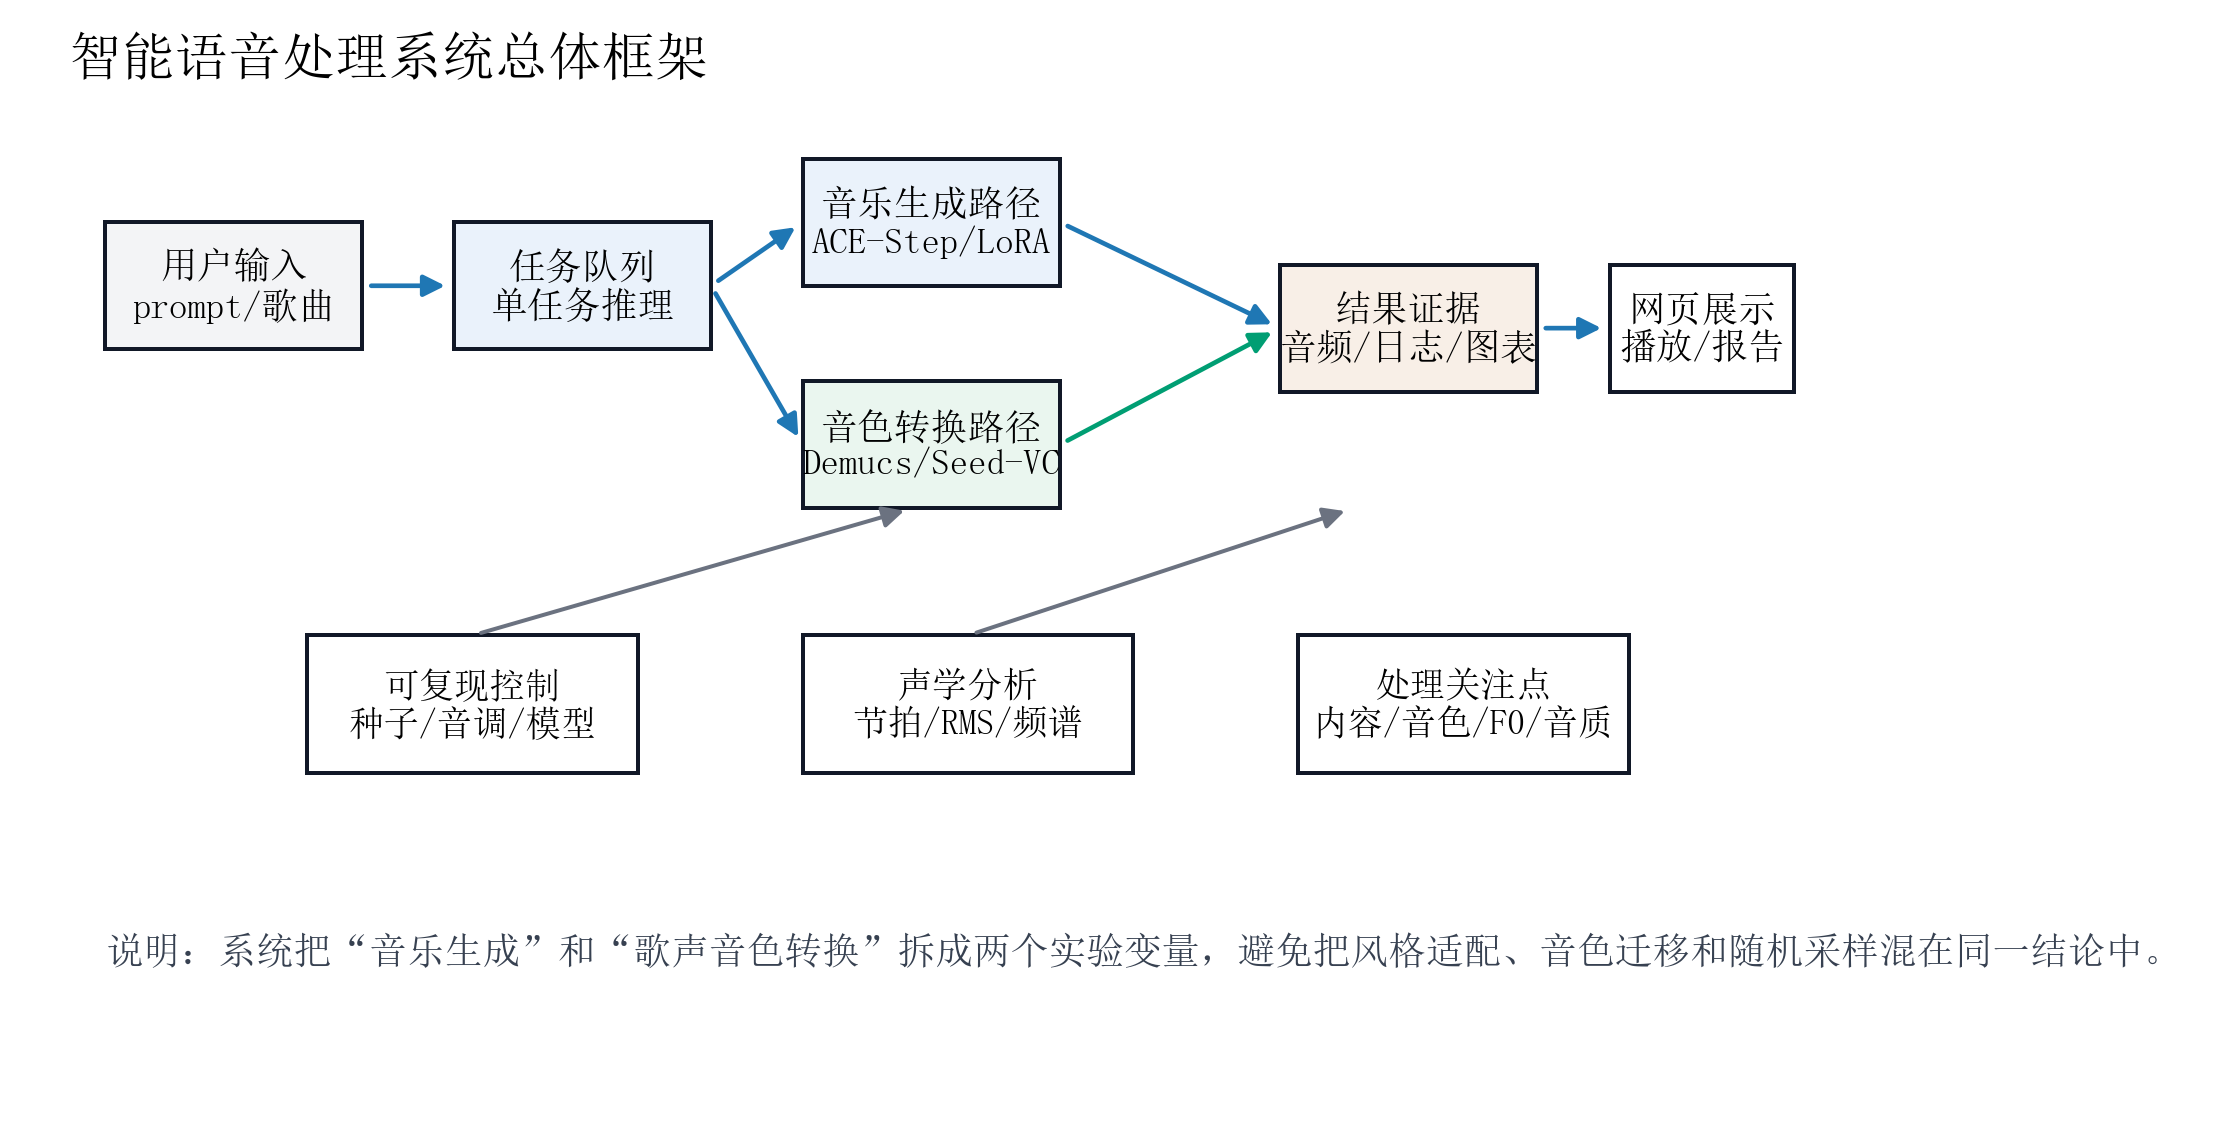 智能语音处理系统总体框架
用户输入
prompt/歌曲
任务队列
单任务推理
音乐生成路径
ACE-Step/LoRA
音色转换路径
Demucs/Seed-VC
结果证据
音频/日志/图表
网页展示
播放/报告
可复现控制
种子/音调/模型
声学分析
节拍/RMS/频谱
处理关注点
内容/音色/F0/音质
说明：系统把“音乐生成”和“歌声音色转换”拆成两个实验变量，避免把风格适配、音色迁移和随机采样混在同一结论中。